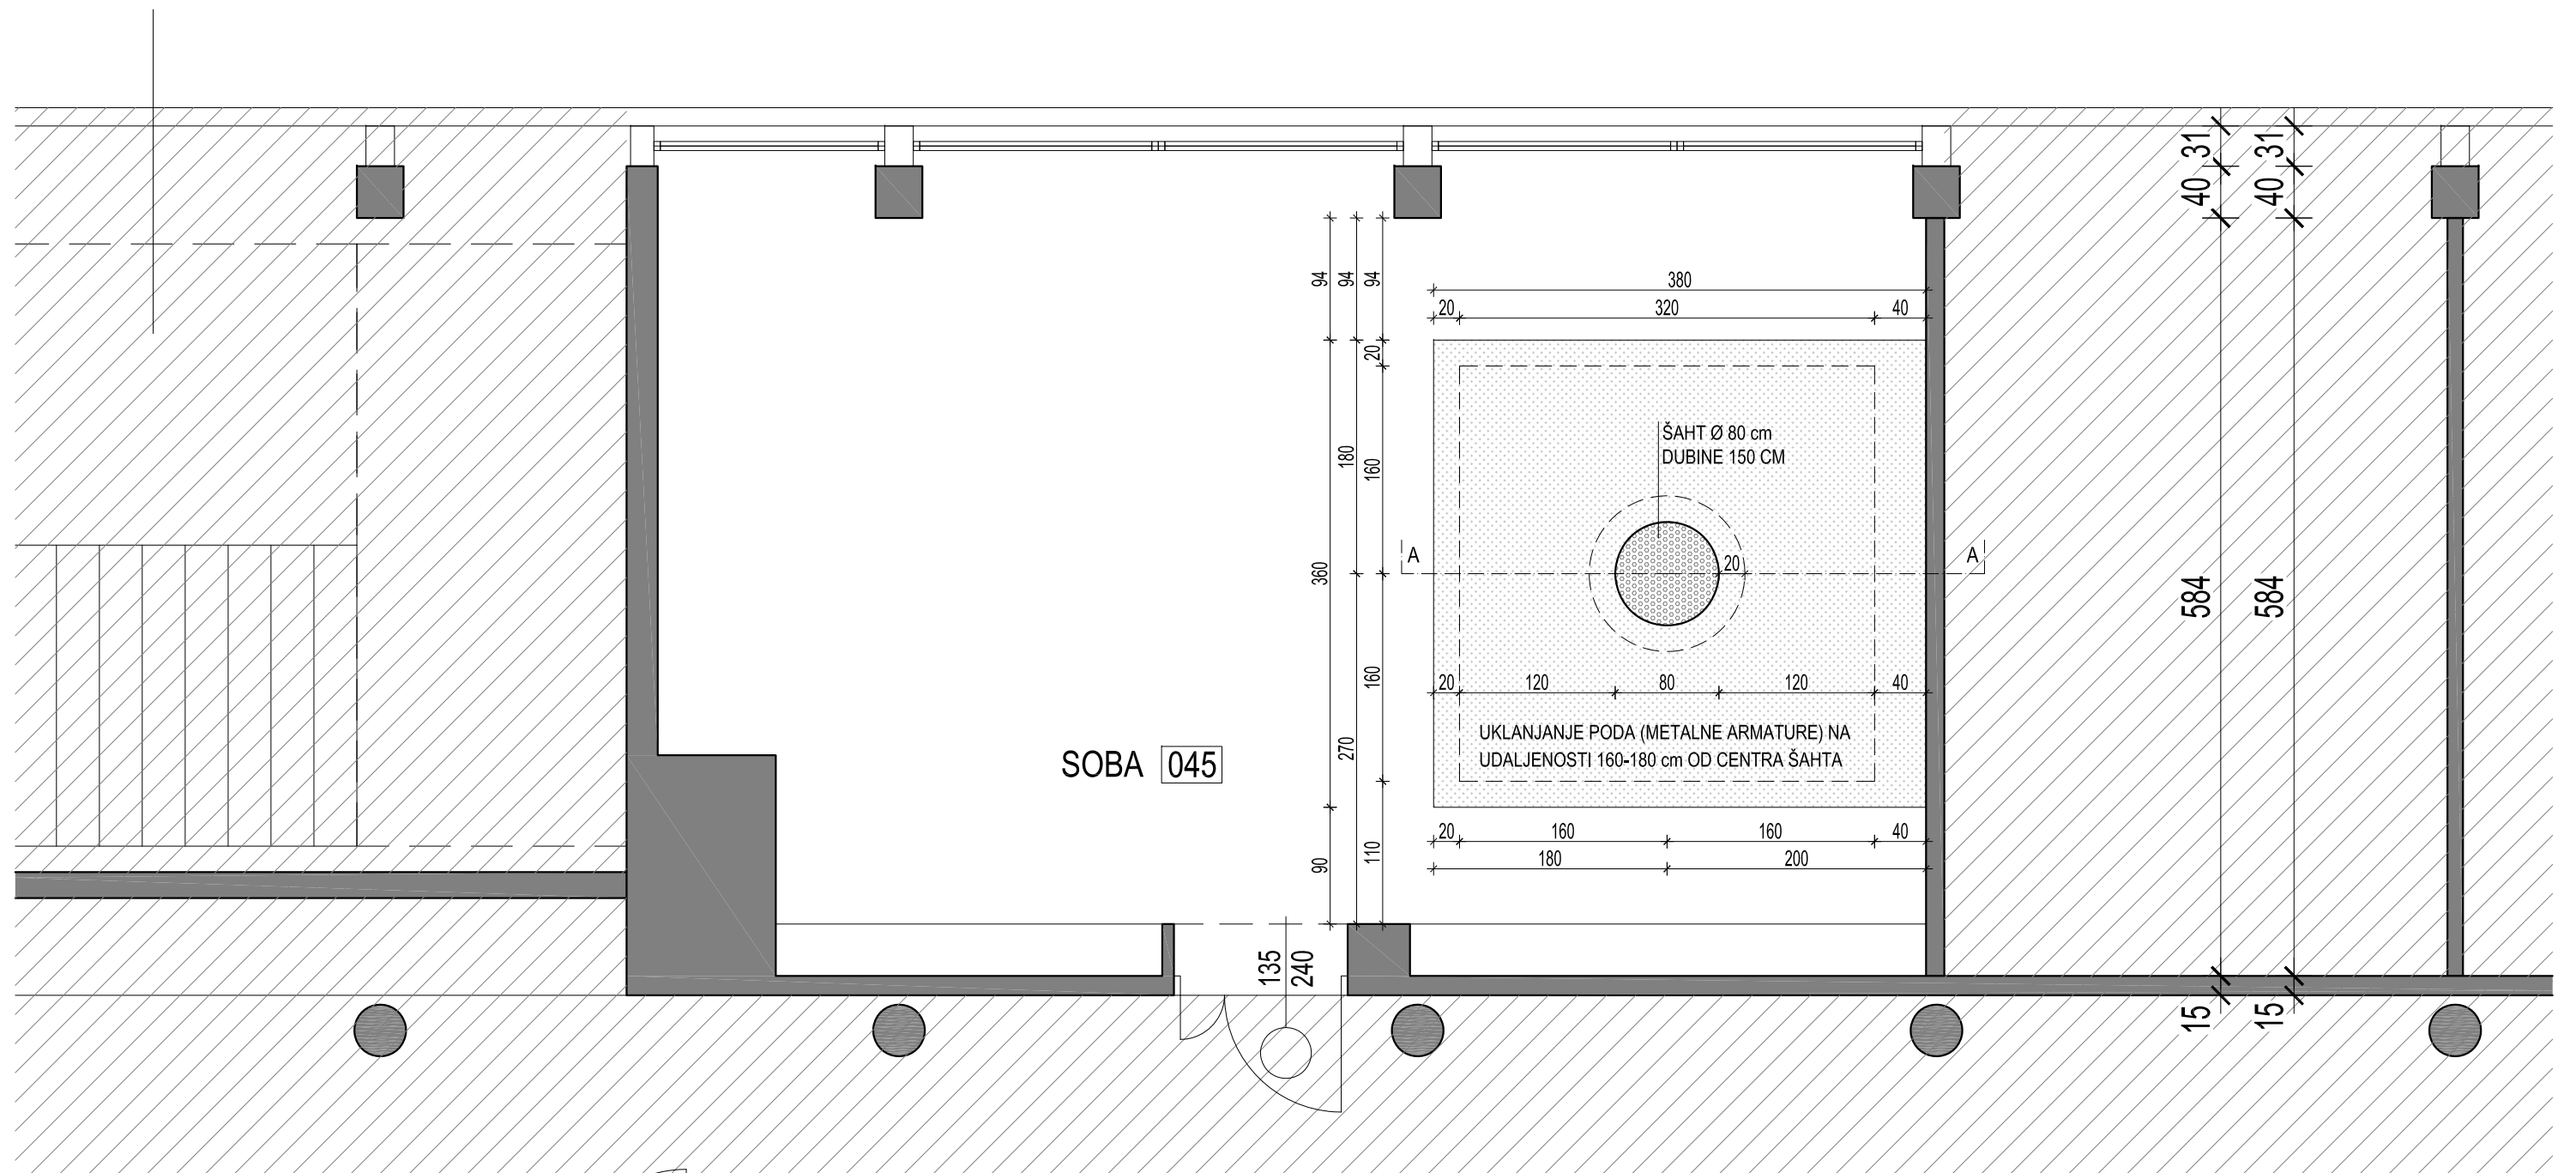 31 31
40 40
94 94 94
380
20 320 40
20
ŠAHT Ø 80 cm
DUBINE 150 CM
180 160
A 20 A
360
584 584
160
20 120 80 120 40
UKLANJANJE PODA (METALNE ARMATURE) NA
UDALJENOSTI 160-180 cm OD CENTRA ŠAHTA
SOBA 045
270
20 160 160 40
90 110
180 200
135
240
15 15